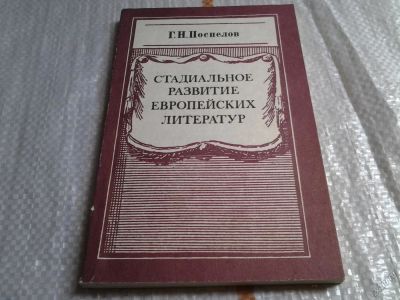 Г.Н.Поспелов
СТАДИАЛЬНОЕ
РАЗВИТИЕ
ЕВРОПЕЙСКИХ
ЛИТЕРАТУР